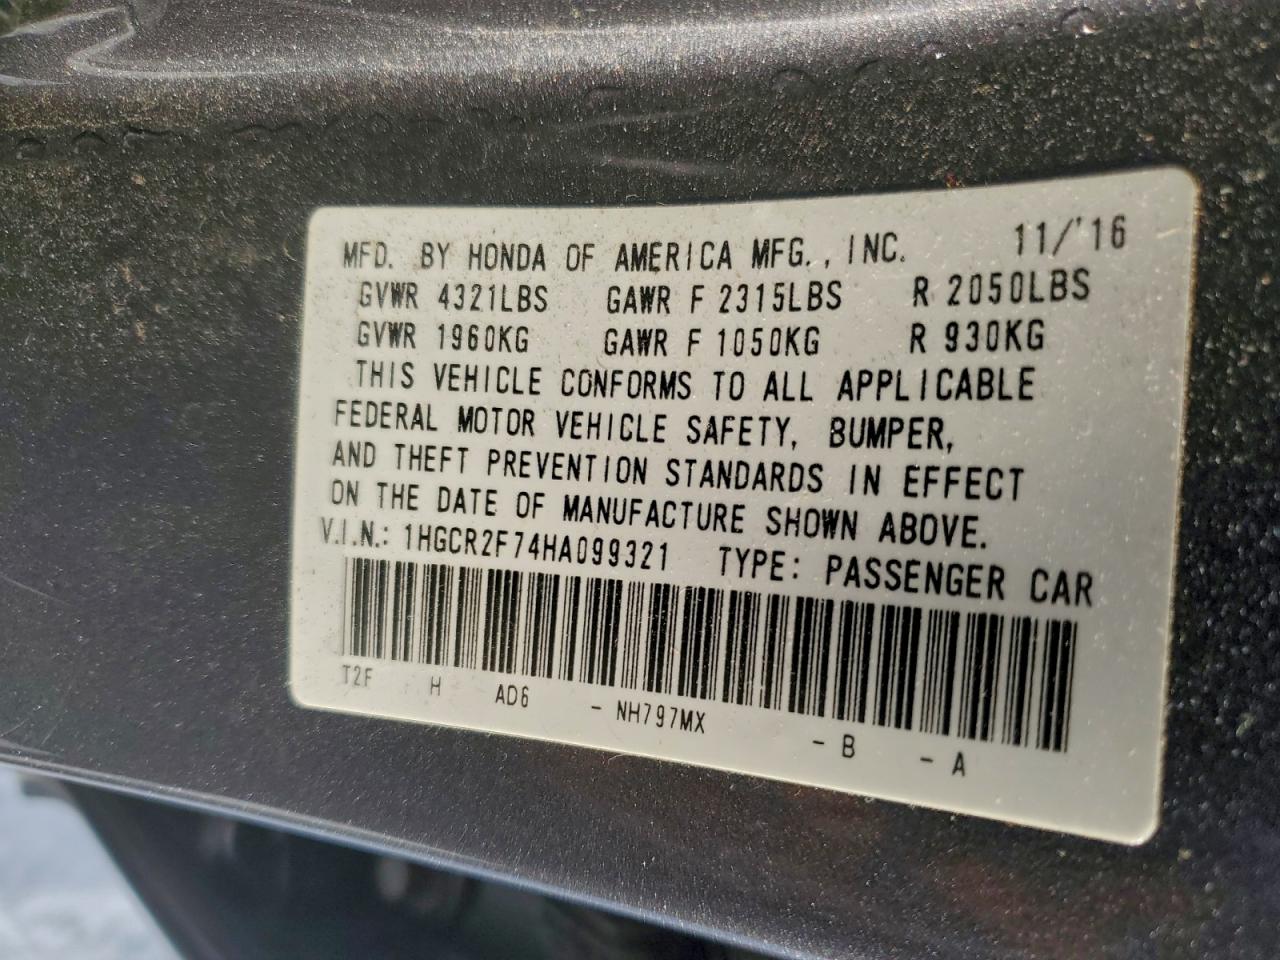 MFD. BY HONDA OF AMERICA MFG., INC. 11/'16
GVWR 4321LBS GAWR F 2315LBS R 2050LBS
GVWR 1960KG GAWR F 1050KG R 930KG
THIS VEHICLE CONFORMS TO ALL APPLICABLE
FEDERAL MOTOR VEHICLE SAFETY, BUMPER,
AND THEFT PREVENTION STANDARDS IN EFFECT
ON THE DATE OF MANUFACTURE SHOWN ABOVE.
V.I.N.: 1HGCR2F74HA099321 TYPE: PASSENGER CAR
T2F H AD6 - NH797MX - B - A